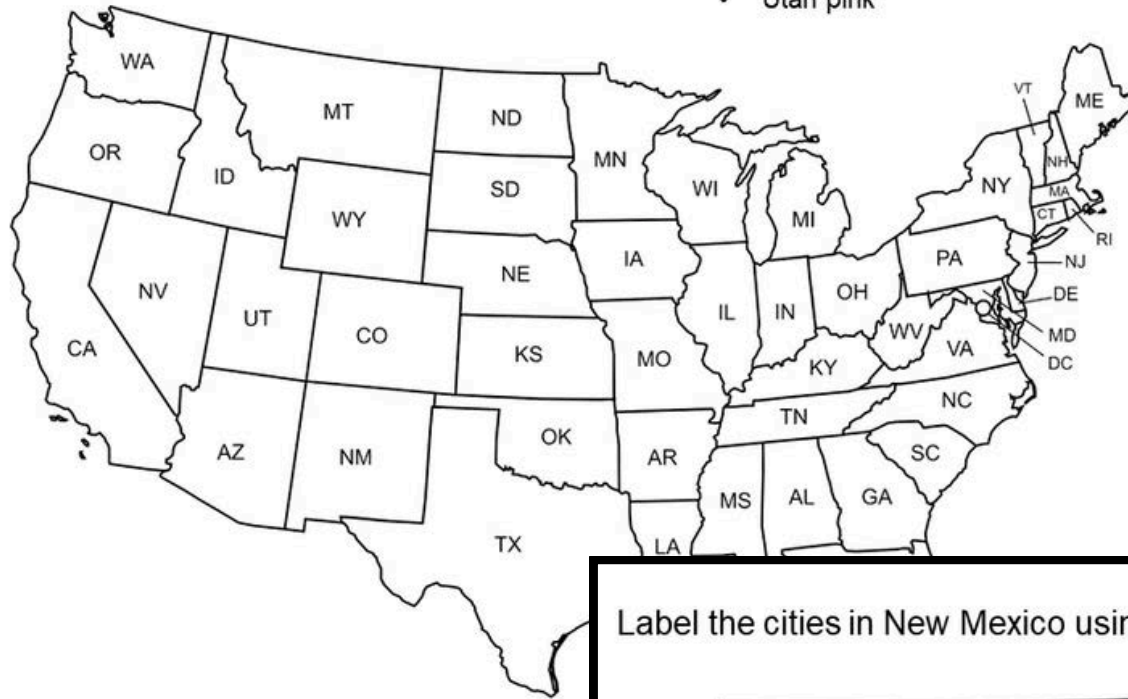 Utah pink
WA
MT
ND
MN
VT
ME
OR
ID
SD
WI
NH
NY
MA
WY
MI
CT
RI
IA
PA
NJ
NE
NV
OH
DE
UT
IL
IN
CO
WV
MD
CA
KS
MO
VA
DC
KY
NC
TN
OK
AZ
NM
AR
SC
MS
AL
GA
TX
LA
Label the cities in New Mexico